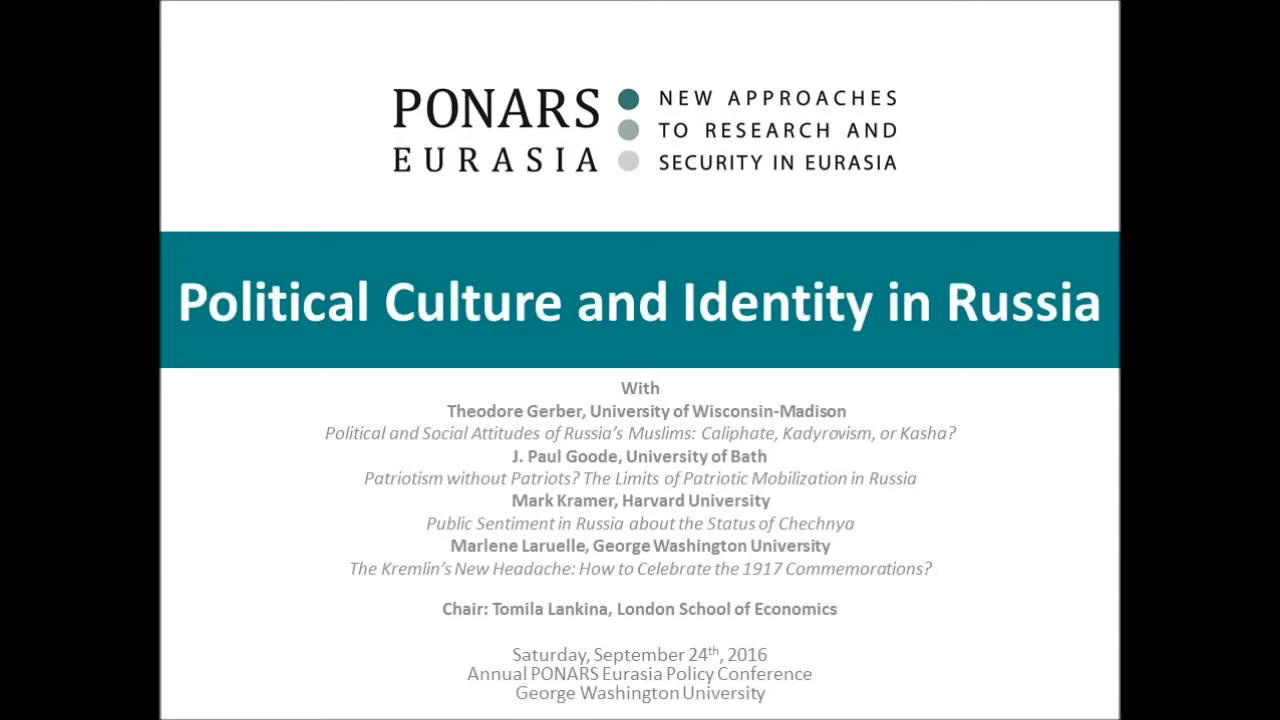 PONARS
EURASIA
NEW APPROACHES
TO RESEARCH AND
SECURITY IN EURASIA
Political Culture and Identity in Russia
With
Theodore Gerber, University of Wisconsin-Madison
Political and Social Attitudes of Russia's Muslims: Caliphate, Kadyrovism, or Kasha?
J. Paul Goode, University of Bath
Patriotism without Patriots? The Limits of Patriotic Mobilization in Russia
Mark Kramer, Harvard University
Public Sentiment in Russia about the Status of Chechnya
Marlene Laruelle, George Washington University
The Kremlin's New Headache: How to Celebrate the 1917 Commemorations?
Chair: Tomila Lankina, London School of Economics
Saturday, September 24th, 2016
Annual PONARS Eurasia Policy Conference
George Washington University